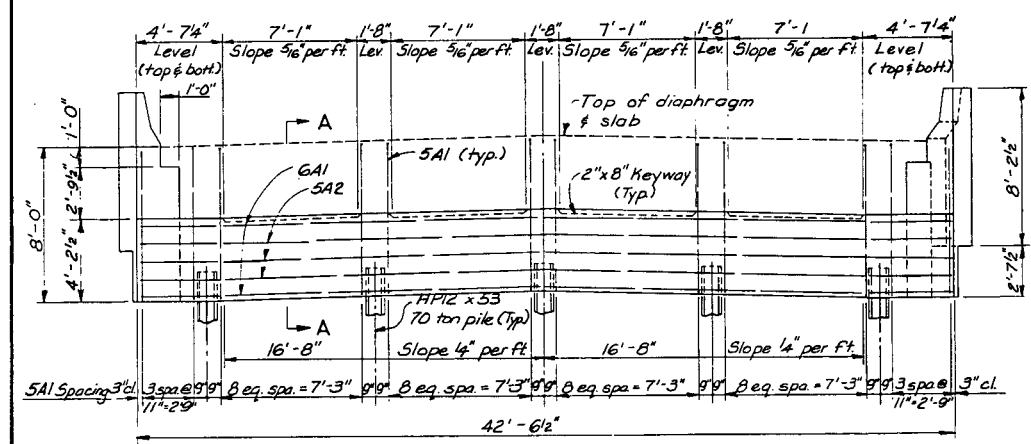 4'-7¼" 7'-1" 1'-8" 7'-1" 1'-8" 7'-1" 1'-8" 7'-1 4'-7¼"
Level Slope 5/16" per ft. Lev. Slope 5/16" per ft. Lev. Slope 5/16" per ft. Lev. Slope 5/16" per ft. Level
(top & bott.) (top & bott.)
1'-0"
A
Top of diaphragm
& slab
1'-0"
5A1 (typ.)
6A1
5A2
2"x8" Keyway
(Typ.)
2'-9½"
8'-0"
4'-2½"
8'-2½"
2'-7½"
HP12 x 53
70 ton pile (Typ)
A
16'-8" Slope ¼" per ft. 16'-8" Slope ¼" per ft.
5A1 Spacing 3" cl. 3 spa @ 9" 9" 8 eq. spa. = 7'-3" 9" 9" 8 eq. spa. = 7'-3" 9" 9" 8 eq. spa. = 7'-3" 9" 9" 8 eq. spa. = 7'-3" 9" 9" 3 spa @ 3" cl.
11"=2'-9" 11"=2'-9"
42'-6½"